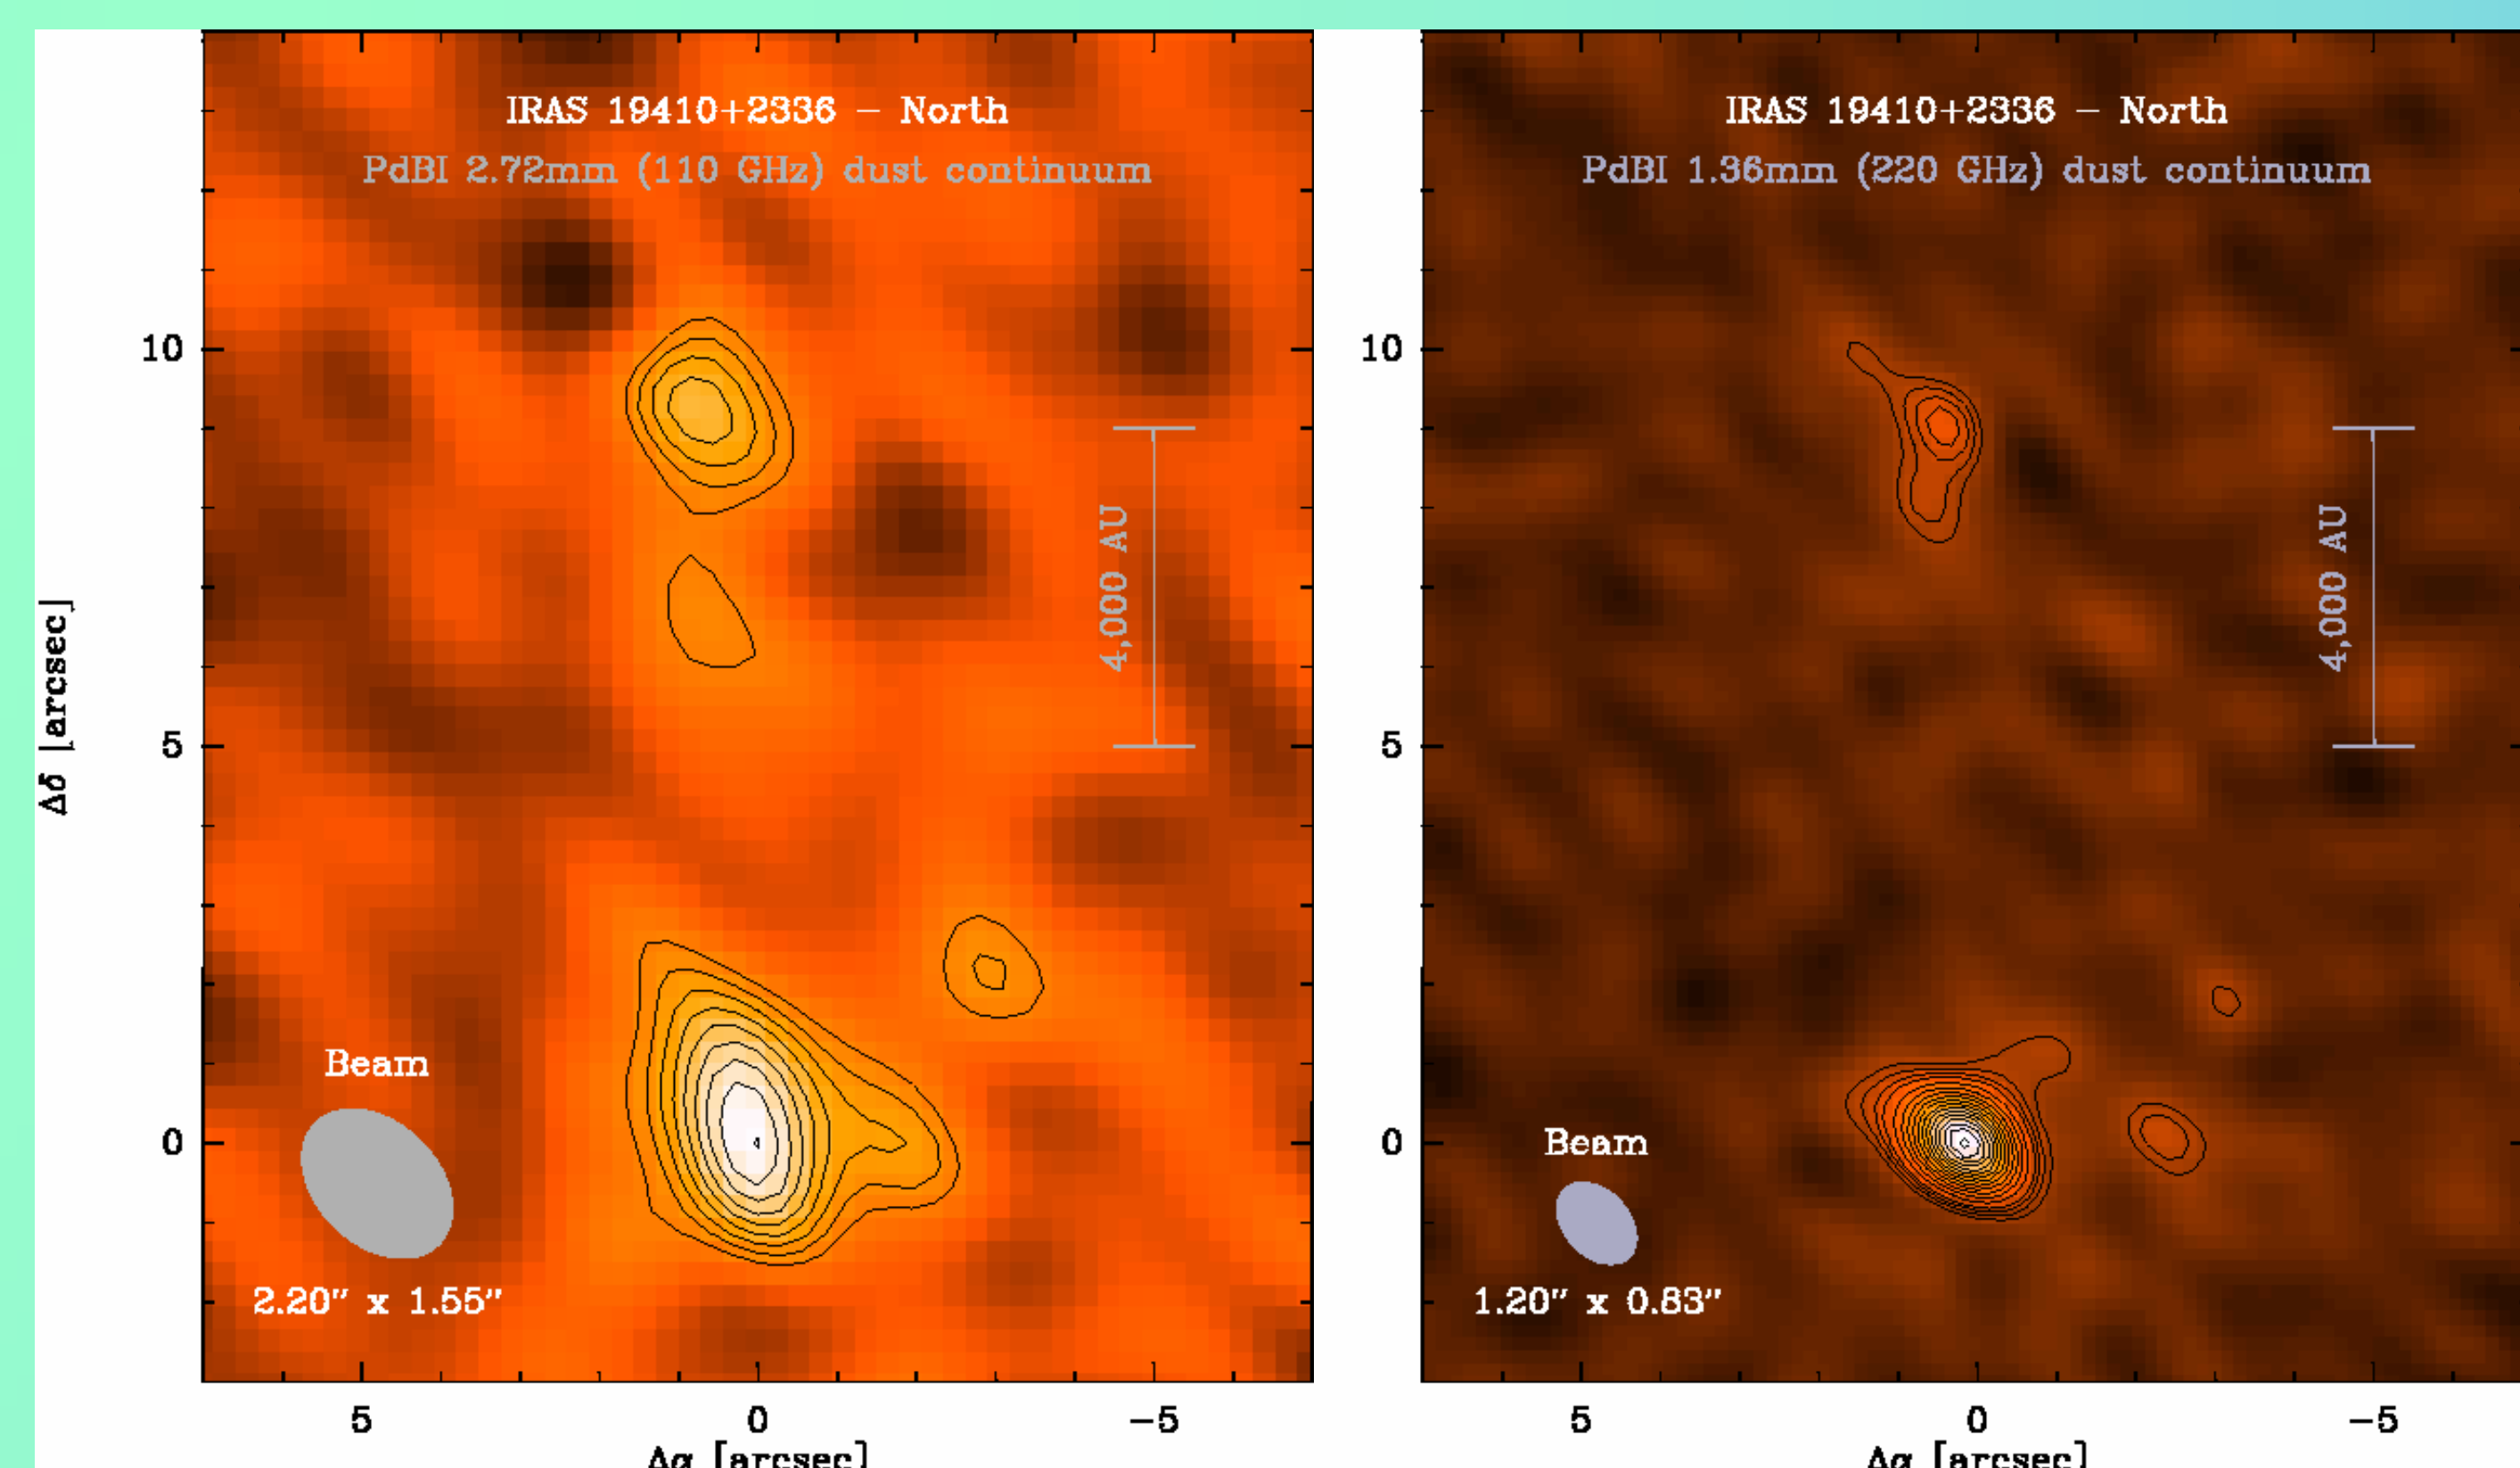 IRAS 19410+2336 – North
PdBI 2.72mm (110 GHz) dust continuum
10
5
0
Δδ [arcsec]
4,000 AU
Beam
2.20″ x 1.55″
5
0
−5
Δα [arcsec]
IRAS 19410+2336 – North
PdBI 1.36mm (220 GHz) dust continuum
10
5
0
4,000 AU
Beam
1.20″ x 0.83″
5
0
−5
Δα [arcsec]